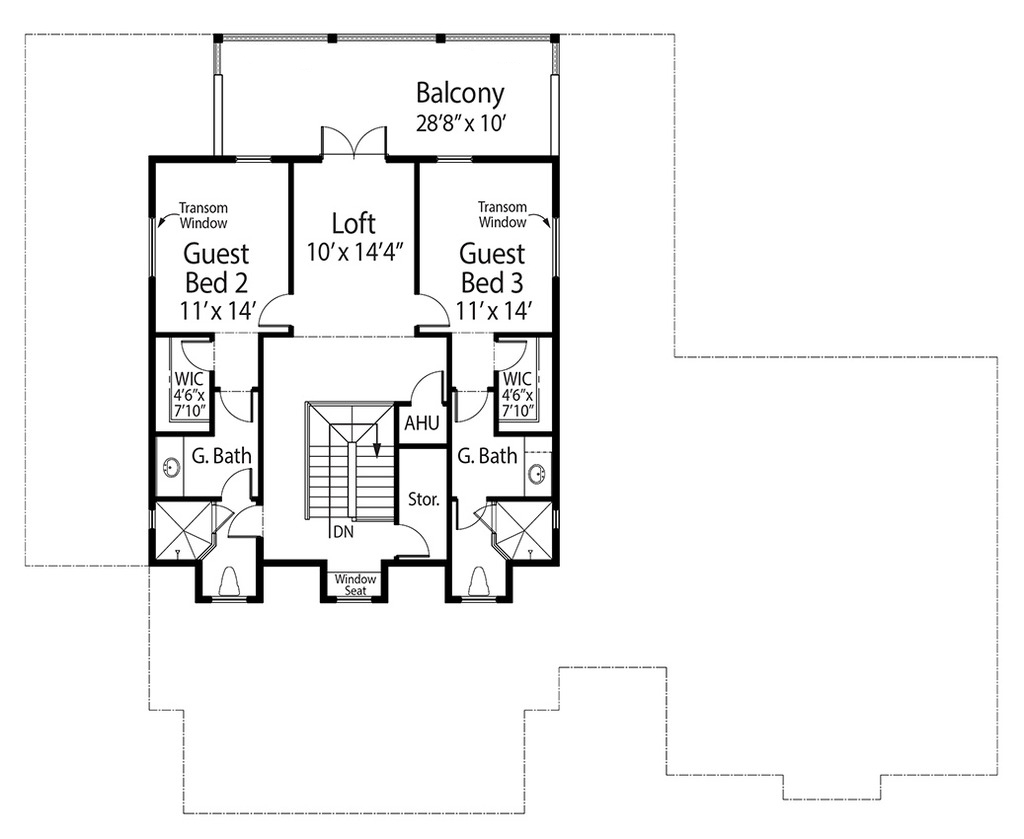 Balcony
28'8" x 10'
Transom
Window
Guest
Bed 2
11' x 14'
Loft
10' x 14'4"
Transom
Window
Guest
Bed 3
11' x 14'
WIC
4'6"x
7'10"
WIC
4'6"x
7'10"
AHU
G. Bath
G. Bath
Stor.
DN
Window
Seat